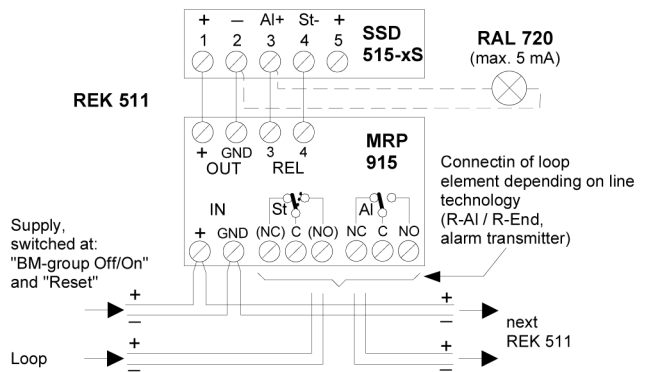 + – Al+ St- +
1 2 3 4 5
SSD
515-xS
RAL 720
(max. 5 mA)
REK 511
+ GND 3 4
OUT REL
MRP
915
Connectin of loop
element depending on line
technology
(R-Al / R-End,
alarm transmitter)
IN
St
Al
+ GND (NC) C (NO) NC C NO
Supply,
switched at:
"BM-group Off/On"
and "Reset"
+ +
– –
next
REK 511
Loop
+ +
– –